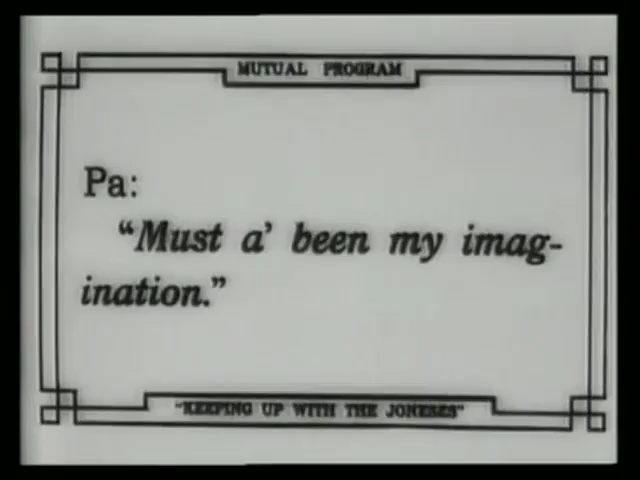 MUTUAL PROGRAM
Pa:
"Must a' been my imag-
ination."
"KEEPING UP WITH THE JONESES"